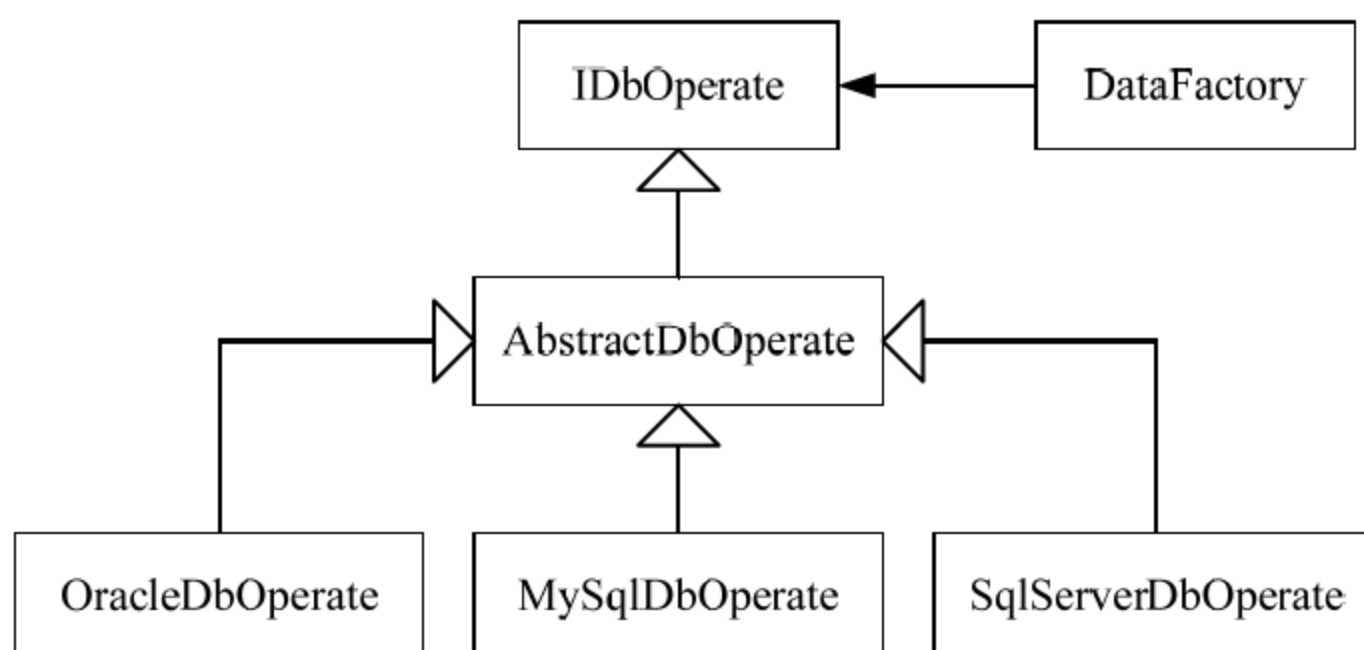 IDbOperate
DataFactory
AbstractDbOperate
OracleDbOperate
MySqlDbOperate
SqlServerDbOperate